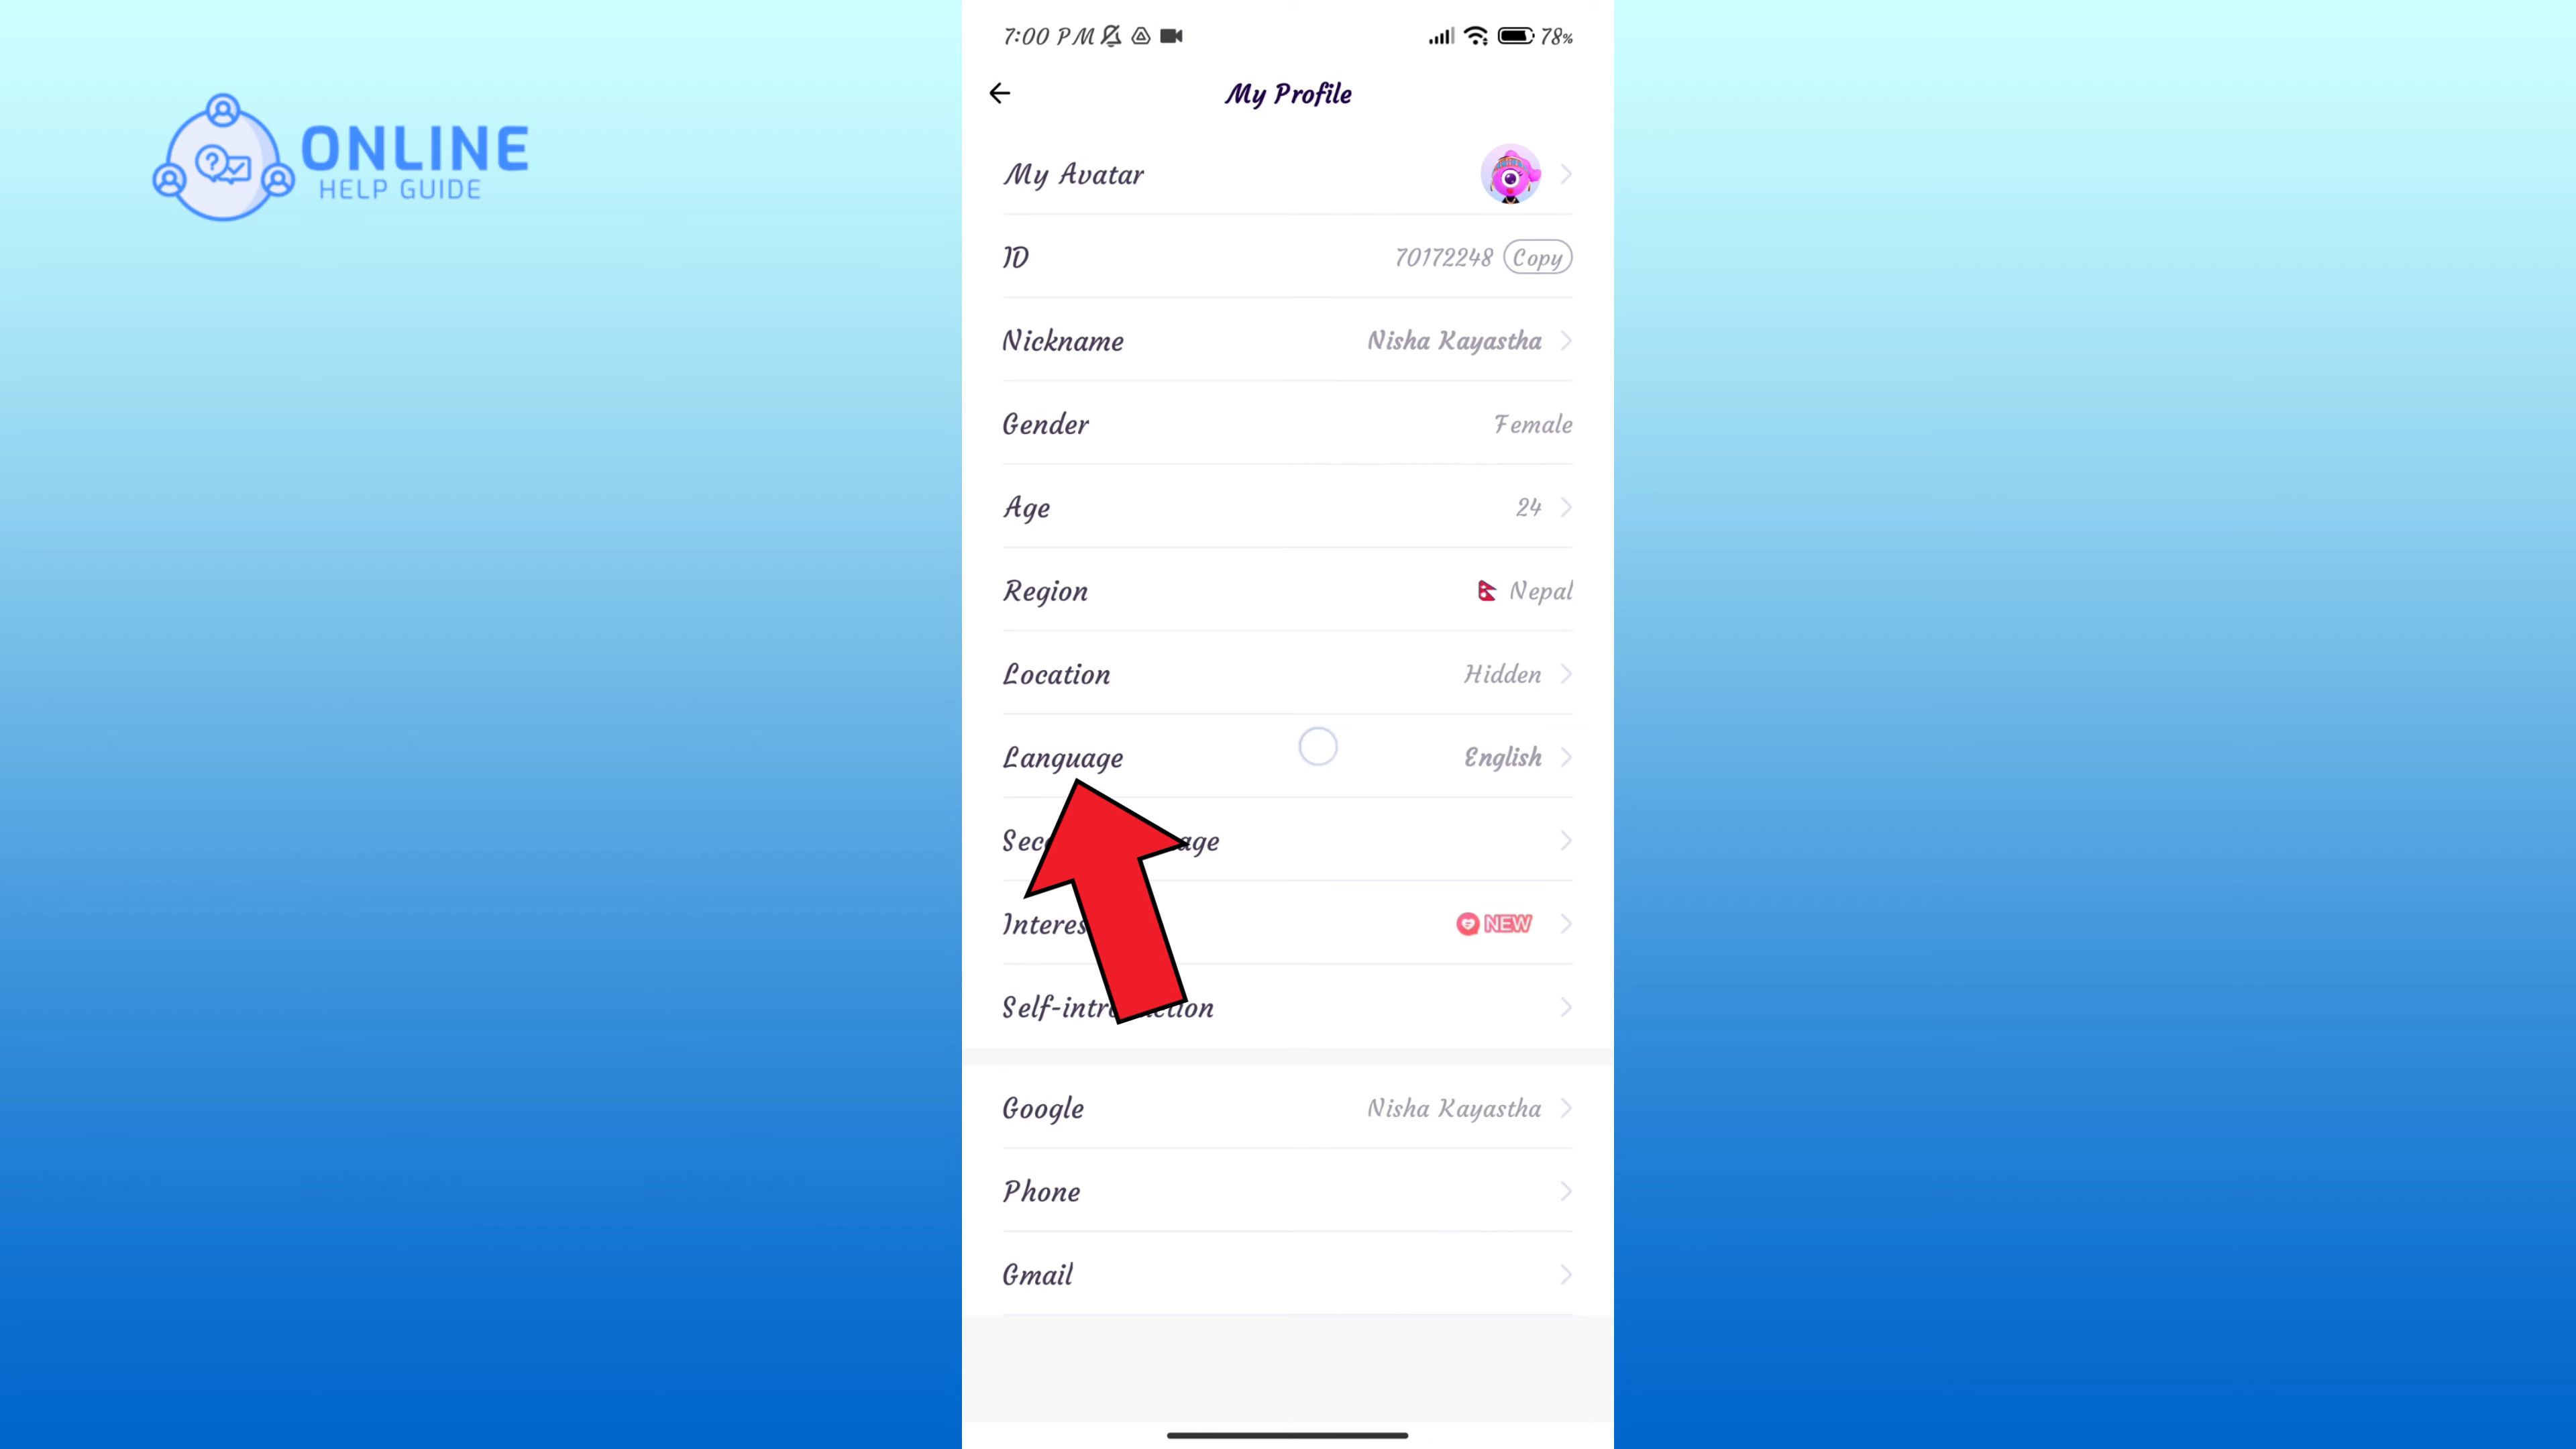 ONLINE
HELP GUIDE
7:00 PM 78%
My Profile
My Avatar
ID 70172248 Copy
Nickname Nisha Kayastha
Gender Female
Age 24
Region Nepal
Location Hidden
Language English
Interes NEW
Google Nisha Kayastha
Phone
Gmail